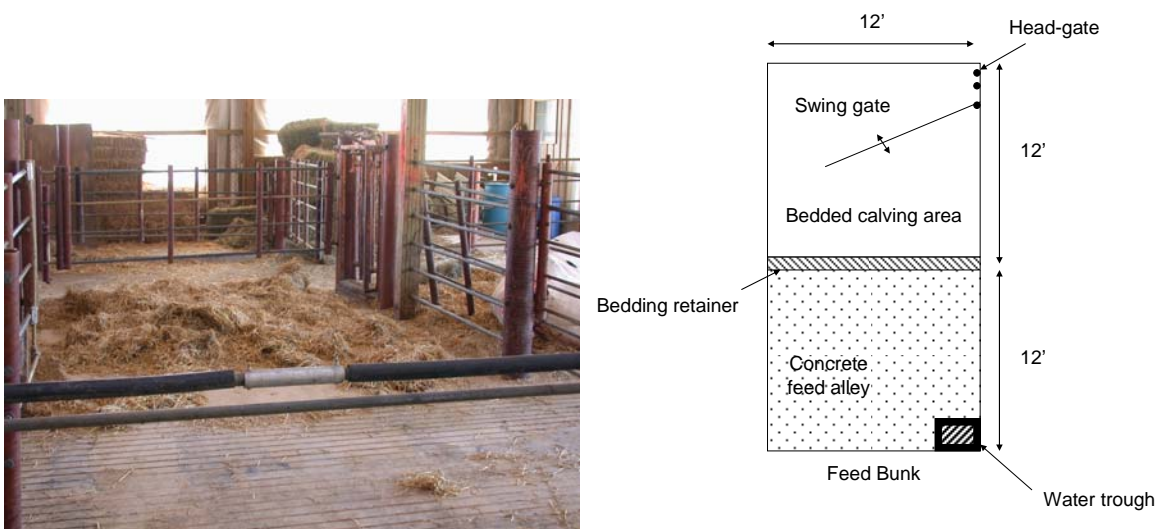 12’
Head-gate
Swing gate
12’
Bedded calving area
Bedding retainer
12’
Concrete
feed alley
Feed Bunk
Water trough